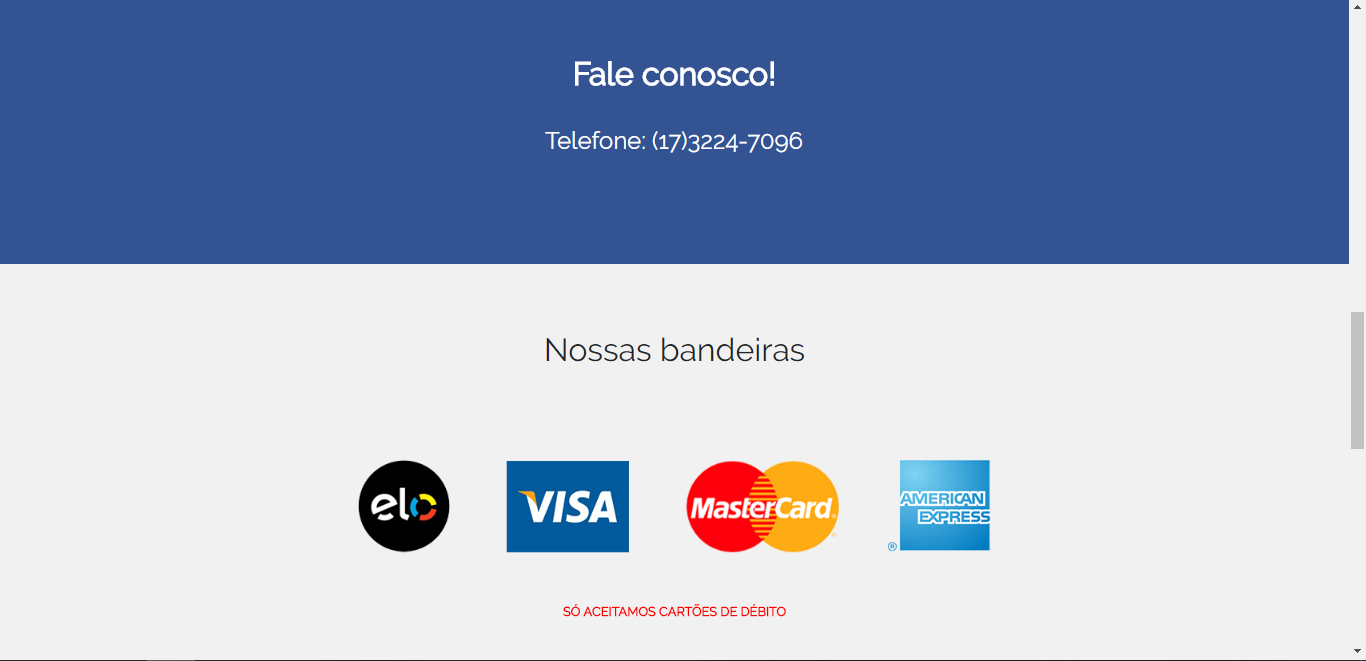 Fale conosco!
Telefone: (17)3224-7096
Nossas bandeiras
elo
VISA
MasterCard
AMERICAN
EXPRESS
®
SÓ ACEITAMOS CARTÕES DE DÉBITO